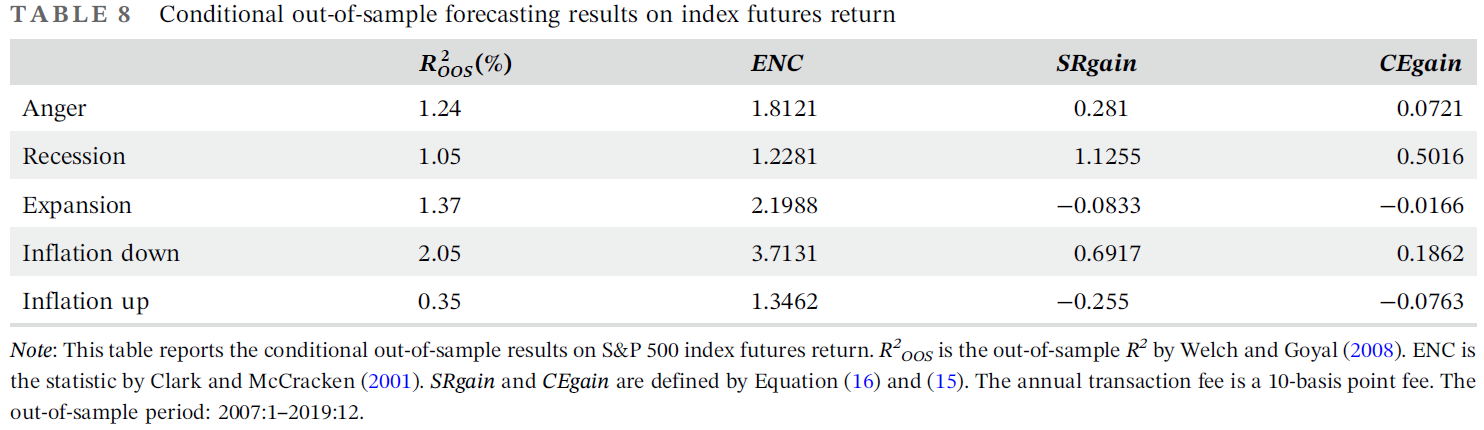 TABLE 8 Conditional out-of-sample forecasting results on index futures return
R²OOS(%) ENC SRgain CEgain
Anger 1.24 1.8121 0.281 0.0721
Recession 1.05 1.2281 1.1255 0.5016
Expansion 1.37 2.1988 −0.0833 −0.0166
Inflation down 2.05 3.7131 0.6917 0.1862
Inflation up 0.35 1.3462 −0.255 −0.0763
Note: This table reports the conditional out-of-sample results on S&P 500 index futures return. R²OOS is the out-of-sample R² by Welch and Goyal (2008). ENC is
the statistic by Clark and McCracken (2001). SRgain and CEgain are defined by Equation (16) and (15). The annual transaction fee is a 10-basis point fee. The
out-of-sample period: 2007:1–2019:12.